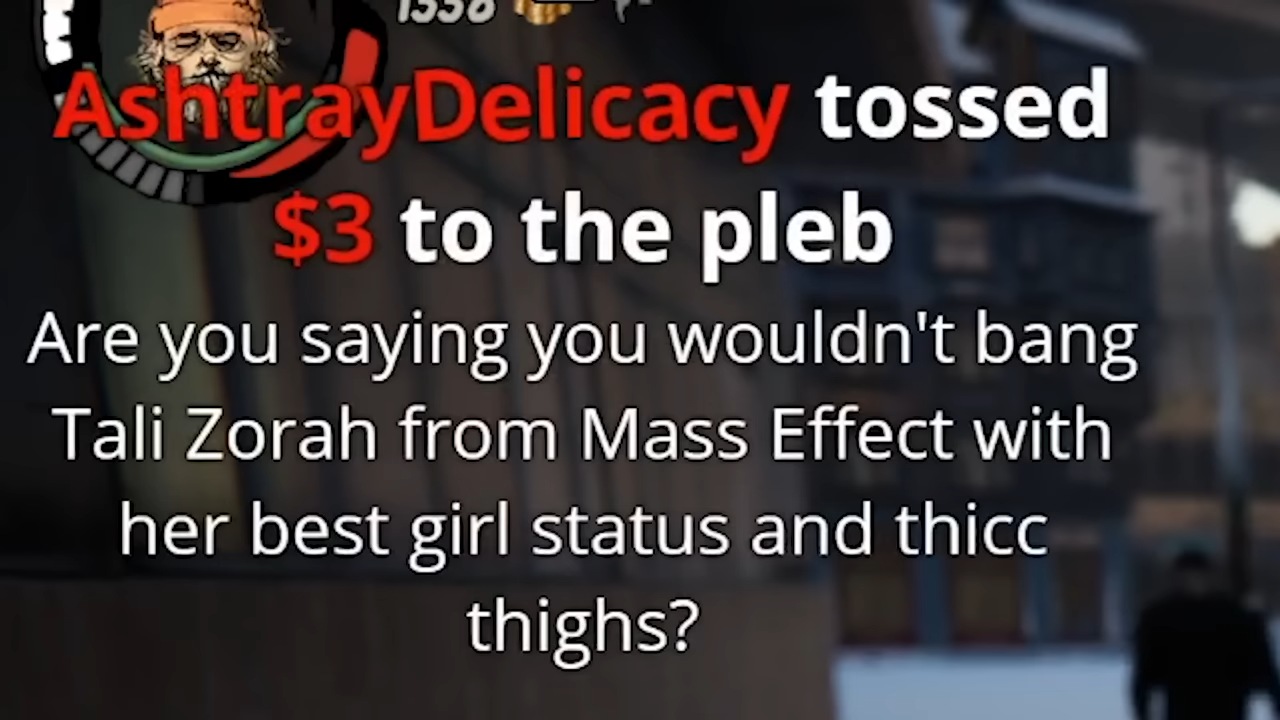 1338
AshtrayDelicacy tossed
$3 to the pleb
Are you saying you wouldn't bang
Tali Zorah from Mass Effect with
her best girl status and thicc
thighs?